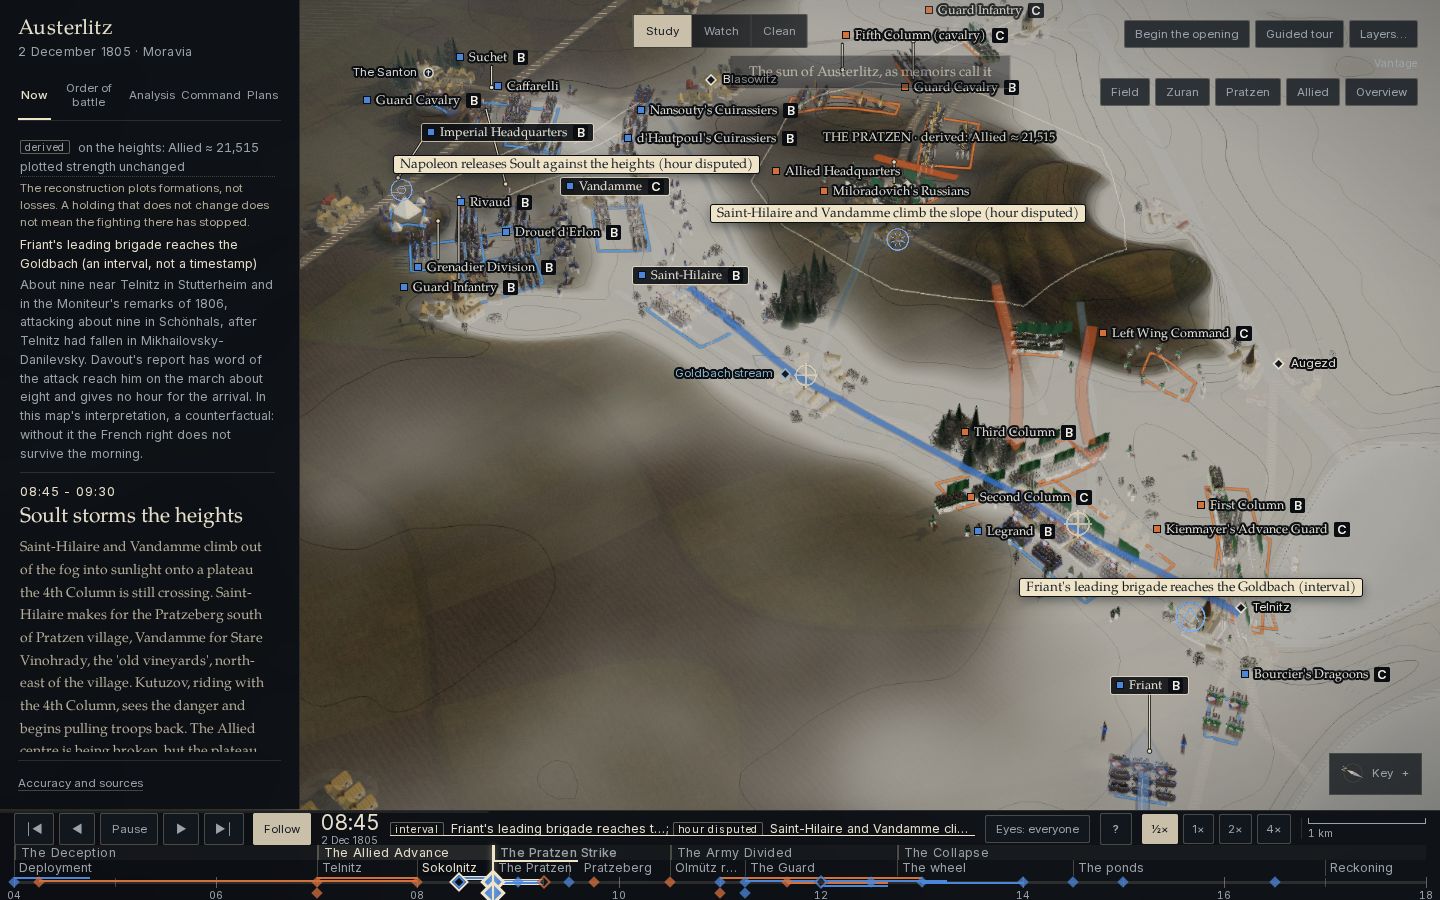 Austerlitz
2 December 1805 · Moravia
Now
Order of battle
Analysis
Command
Plans
derived on the heights: Allied ≈ 21,515
plotted strength unchanged
The reconstruction plots formations, not
losses. A holding that does not change does
not mean the fighting there has stopped.
Friant's leading brigade reaches the
Goldbach (an interval, not a timestamp)
About nine near Telnitz in Stutterheim and
in the Moniteur's remarks of 1806,
attacking about nine in Schönhals, after
Telnitz had fallen in Mikhailovsky-
Danilevsky. Davout's report has word of
the attack reach him on the march about
eight and gives no hour for the arrival. In
this map's interpretation, a counterfactual:
without it the French right does not
survive the morning.
08:45 - 09:30
Soult storms the heights
Saint-Hilaire and Vandamme climb out
of the fog into sunlight onto a plateau
the 4th Column is still crossing. Saint-
Hilaire makes for the Pratzeberg south
of Pratzen village, Vandamme for Stare
Vinohrady, the 'old vineyards', north-
east of the village. Kutuzov, riding with
the 4th Column, sees the danger and
begins pulling troops back. The Allied
centre is being broken, but the plateau
Accuracy and sources
Study
Watch
Clean
Begin the opening
Guided tour
Layers...
Vantage
Field
Zuran
Pratzen
Allied
Overview
Guard Infantry C
Fifth Column (cavalry) C
The sun of Austerlitz, as memoirs call it
Suchet B
The Santon
Caffarelli
Blasowitz
Guard Cavalry B
Guard Cavalry B
Nansouty's Cuirassiers B
Imperial Headquarters B
d'Hautpoul's Cuirassiers B
THE PRATZEN · derived: Allied ≈ 21,515
Napoleon releases Soult against the heights (hour disputed)
Allied Headquarters
Vandamme C
Miloradovich's Russians
Rivaud B
Saint-Hilaire and Vandamme climb the slope (hour disputed)
Drouet d'Erlon B
Grenadier Division B
Saint-Hilaire B
Guard Infantry B
Left Wing Command C
Augezd
Goldbach stream
Third Column B
Second Column C
First Column B
Legrand B
Kienmayer's Advance Guard C
Friant's leading brigade reaches the Goldbach (interval)
Telnitz
Bourcier's Dragoons C
Friant B
Key +
Pause
Follow
08:45
2 Dec 1805
interval Friant's leading brigade reaches t...; hour disputed Saint-Hilaire and Vandamme cli...
Eyes: everyone
?
½×
1×
2×
4×
1 km
The Deception
The Allied Advance
The Pratzen Strike
The Army Divided
The Collapse
Deployment
Telnitz
Sokolnitz
The Pratzen
Pratzeberg
Olmütz r...
The Guard
The wheel
The ponds
Reckoning
04
06
08
10
12
14
16
18